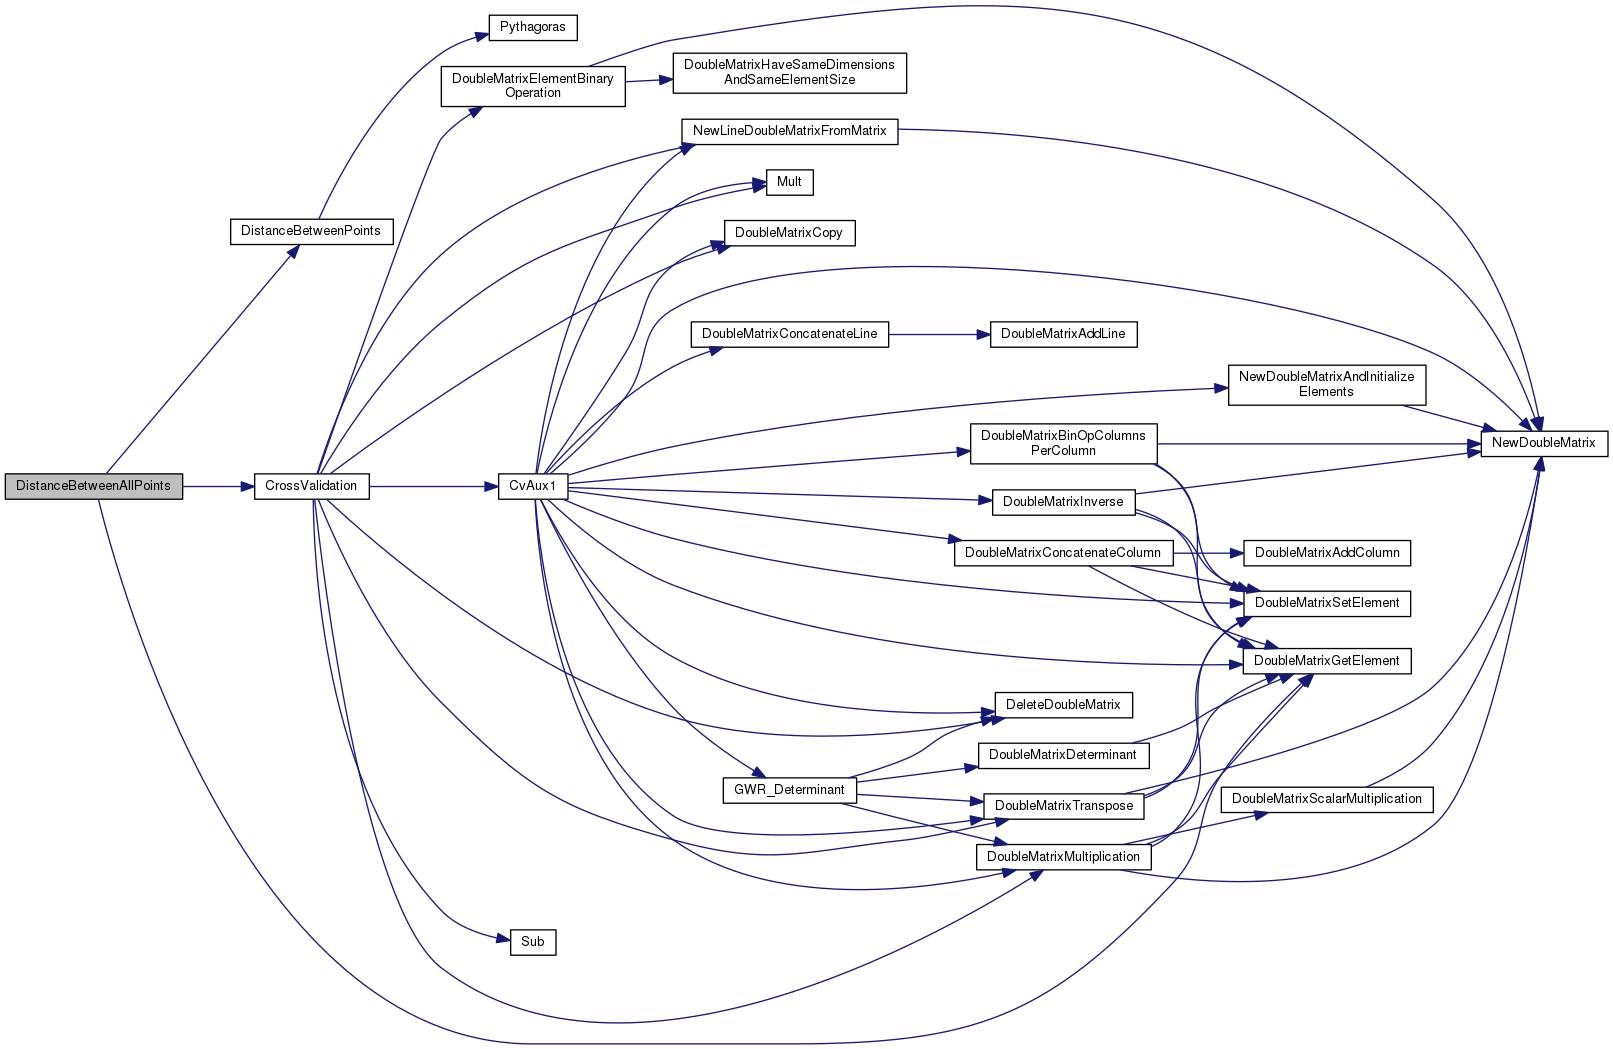 Pythagoras
DoubleMatrixElementBinary
Operation
DoubleMatrixHaveSameDimensions
AndSameElementSize
NewLineDoubleMatrixFromMatrix
Mult
DistanceBetweenPoints
DoubleMatrixCopy
DoubleMatrixConcatenateLine
DoubleMatrixAddLine
NewDoubleMatrixAndInitialize
Elements
DoubleMatrixBinOpColumns
PerColumn
NewDoubleMatrix
DistanceBetweenAllPoints
CrossValidation
CvAux1
DoubleMatrixInverse
DoubleMatrixConcatenateColumn
DoubleMatrixAddColumn
DoubleMatrixSetElement
DoubleMatrixGetElement
DeleteDoubleMatrix
DoubleMatrixDeterminant
GWR_Determinant
DoubleMatrixTranspose
DoubleMatrixScalarMultiplication
DoubleMatrixMultiplication
Sub